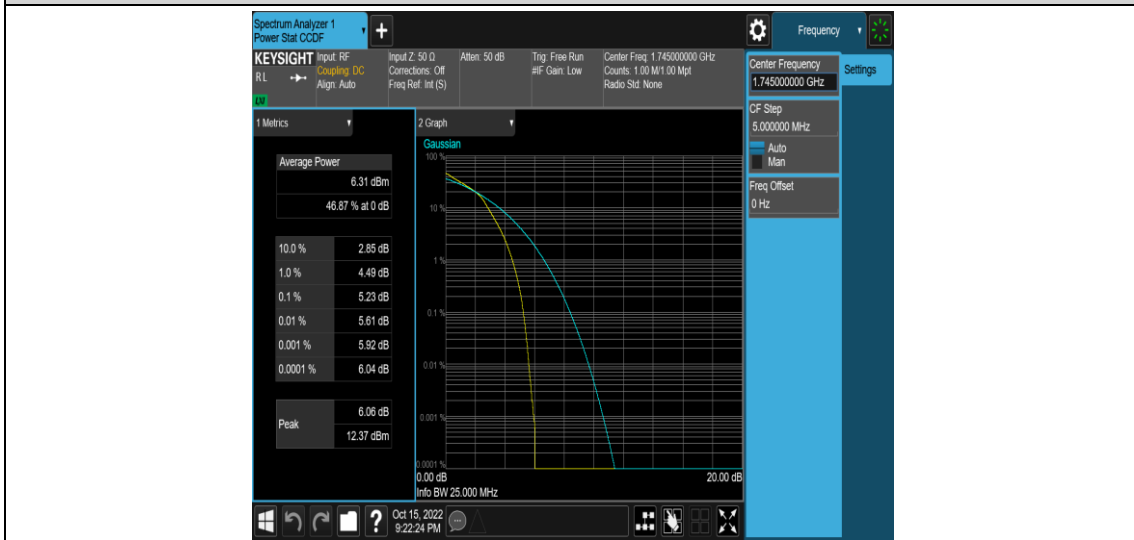 Spectrum Analyzer 1
Power Stat CCDF
+
Frequency
KEYSIGHT
RL
LXI
Input: RF
Coupling: DC
Align: Auto
Input Z: 50 Ω
Corrections: Off
Freq Ref: Int (S)
Atten: 50 dB
Trig: Free Run
#IF Gain: Low
Center Freq: 1.745000000 GHz
Counts: 1.00 M/1.00 Mpt
Radio Std: None
Center Frequency
1.745000000 GHz
Settings
CF Step
5.000000 MHz
Auto
Man
Freq Offset
0 Hz
1 Metrics
Average Power
6.31 dBm
46.87 % at 0 dB
10.0 % 2.85 dB
1.0 % 4.49 dB
0.1 % 5.23 dB
0.01 % 5.61 dB
0.001 % 5.92 dB
0.0001 % 6.04 dB
Peak
6.06 dB
12.37 dBm
2 Graph
Gaussian
100 %
10 %
1 %
0.1 %
0.01 %
0.001 %
0.0001 %
0.00 dB 20.00 dB
Info BW 25.000 MHz
?
Oct 15, 2022
9:22:24 PM